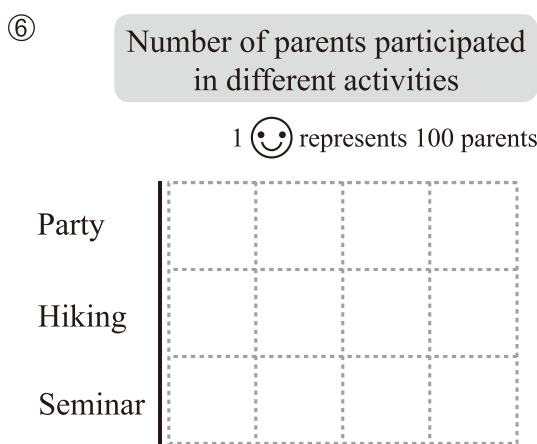 ⑥
Number of parents participated
in different activities
1 represents 100 parents
Party
Hiking
Seminar